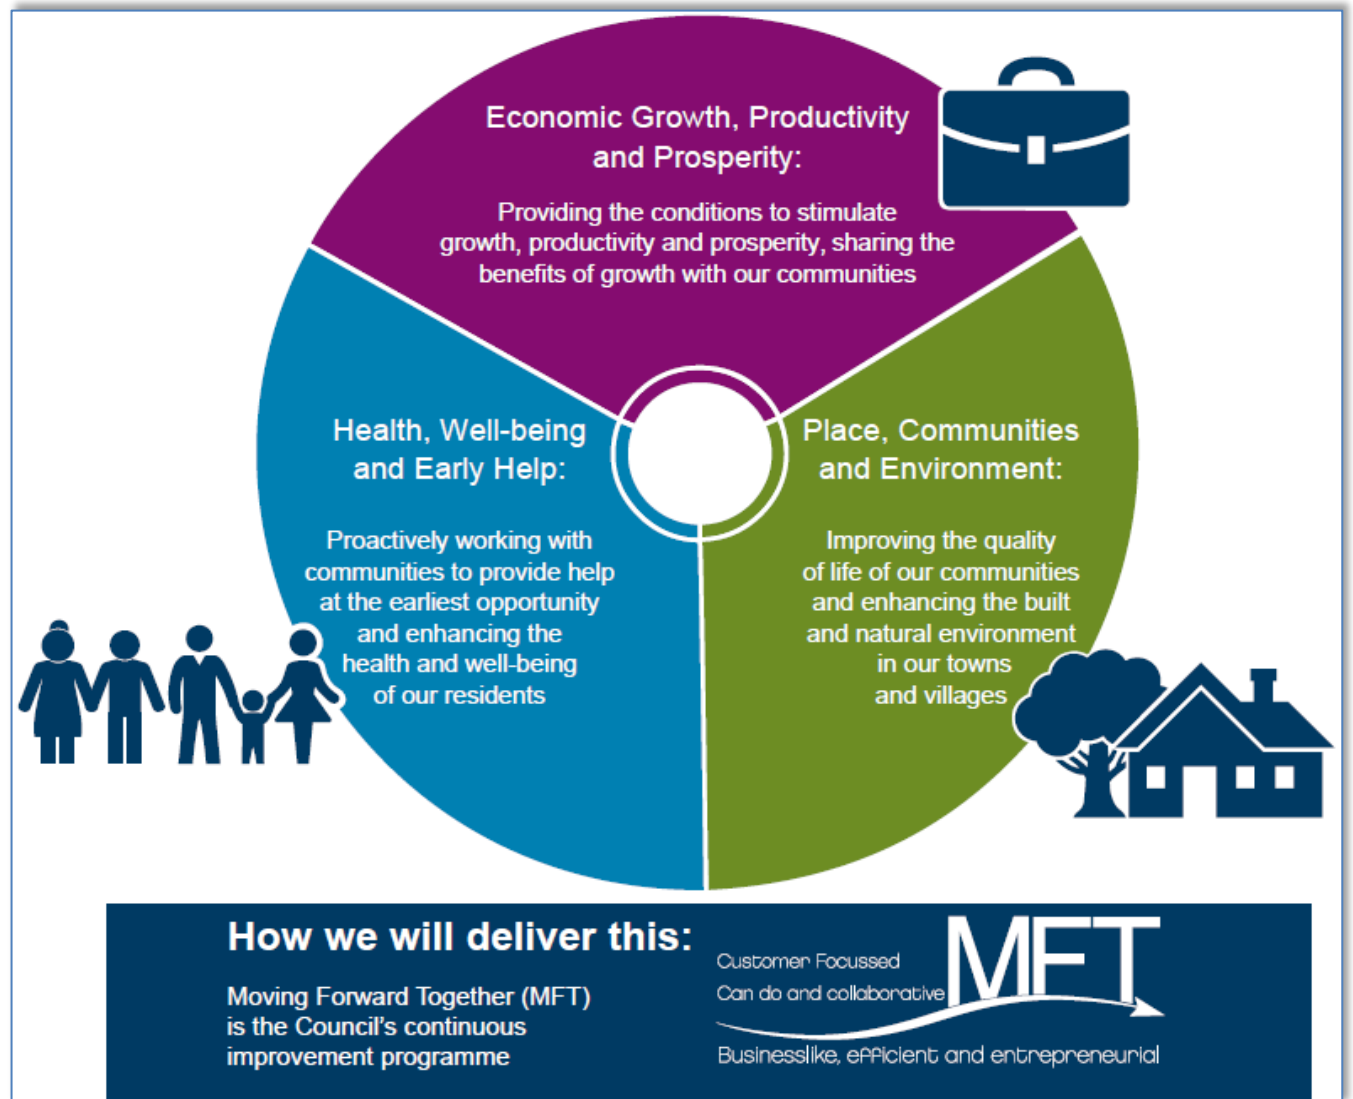 Economic Growth, Productivity
and Prosperity:
Providing the conditions to stimulate
growth, productivity and prosperity, sharing the
benefits of growth with our communities
Health, Well-being
and Early Help:
Proactively working with
communities to provide help
at the earliest opportunity
and enhancing the
health and well-being
of our residents
Place, Communities
and Environment:
Improving the quality
of life of our communities
and enhancing the built
and natural environment
in our towns
and villages
How we will deliver this:
Moving Forward Together (MFT)
is the Council's continuous
improvement programme
Customer Focussed
Can do and collaborative
MFT
Businesslike, efficient and entrepreneurial